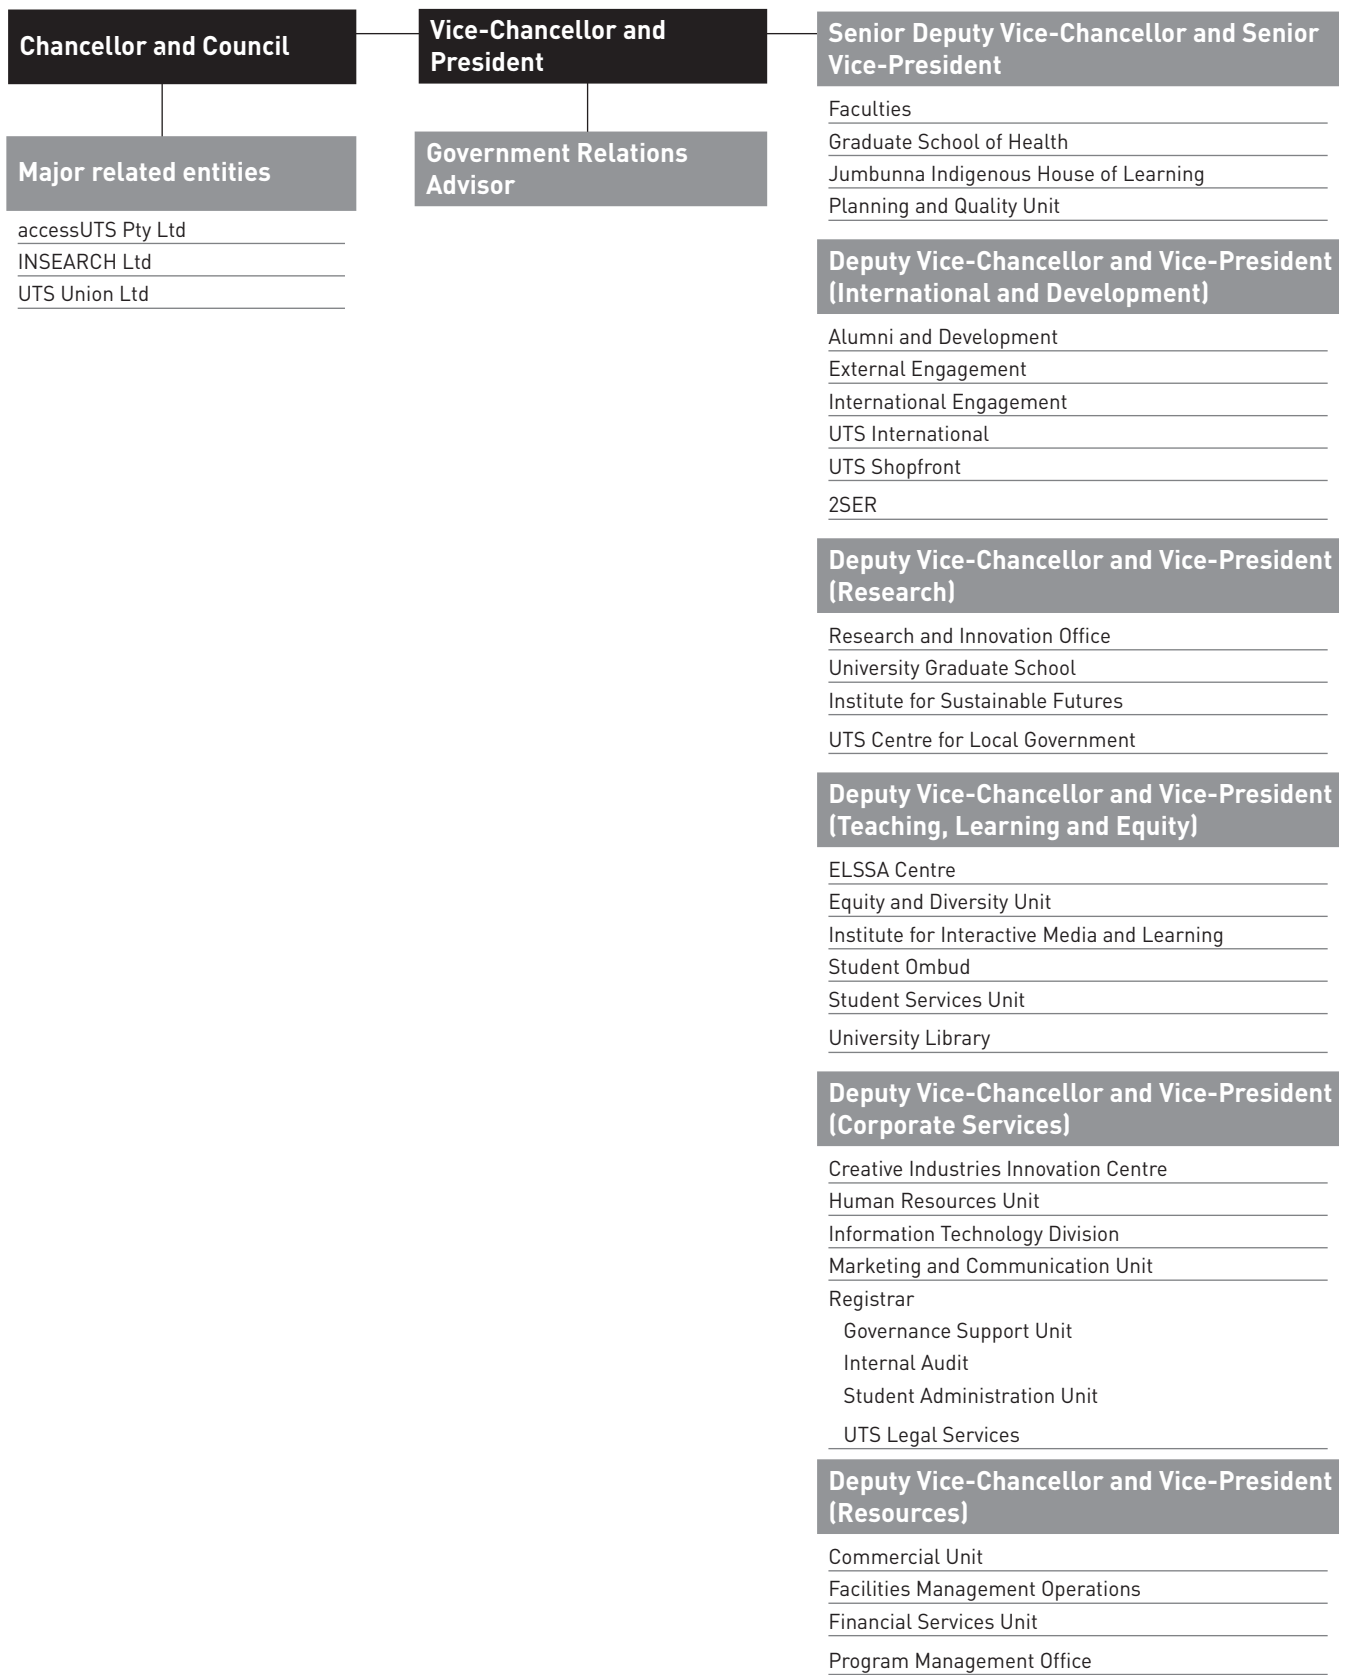 Chancellor and Council
Major related entities
accessUTS Pty Ltd
INSEARCH Ltd
UTS Union Ltd
Vice-Chancellor and
President
Government Relations
Advisor
Senior Deputy Vice-Chancellor and Senior
Vice-President
Faculties
Graduate School of Health
Jumbunna Indigenous House of Learning
Planning and Quality Unit
Deputy Vice-Chancellor and Vice-President
(International and Development)
Alumni and Development
External Engagement
International Engagement
UTS International
UTS Shopfront
2SER
Deputy Vice-Chancellor and Vice-President
(Research)
Research and Innovation Office
University Graduate School
Institute for Sustainable Futures
UTS Centre for Local Government
Deputy Vice-Chancellor and Vice-President
(Teaching, Learning and Equity)
ELSSA Centre
Equity and Diversity Unit
Institute for Interactive Media and Learning
Student Ombud
Student Services Unit
University Library
Deputy Vice-Chancellor and Vice-President
(Corporate Services)
Creative Industries Innovation Centre
Human Resources Unit
Information Technology Division
Marketing and Communication Unit
Registrar
Governance Support Unit
Internal Audit
Student Administration Unit
UTS Legal Services
Deputy Vice-Chancellor and Vice-President
(Resources)
Commercial Unit
Facilities Management Operations
Financial Services Unit
Program Management Office